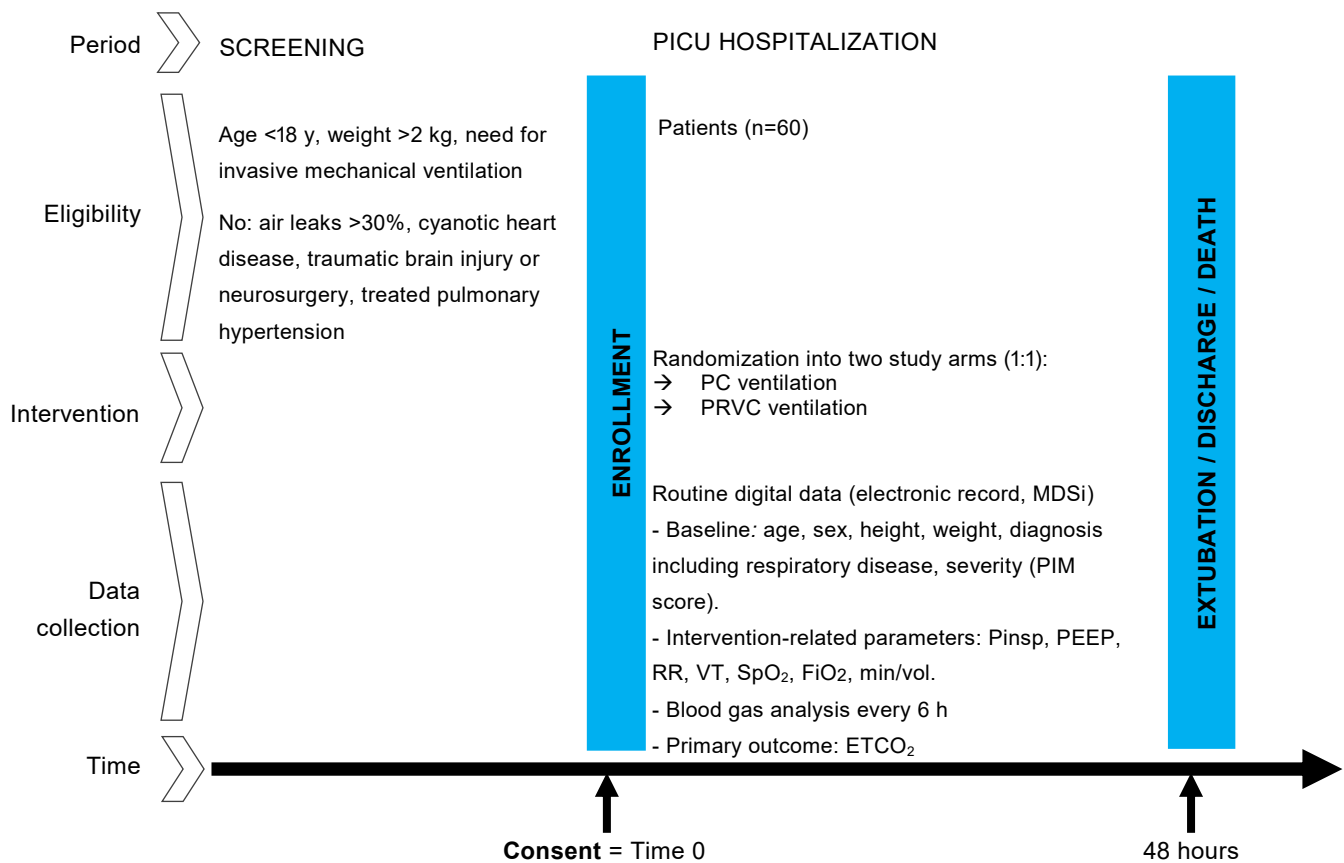 Period
SCREENING
PICU HOSPITALIZATION
Eligibility
Age <18 y, weight >2 kg, need for
invasive mechanical ventilation
No: air leaks >30%, cyanotic heart
disease, traumatic brain injury or
neurosurgery, treated pulmonary
hypertension
Patients (n=60)
ENROLLMENT
EXTUBATION / DISCHARGE / DEATH
Intervention
Randomization into two study arms (1:1):
→ PC ventilation
→ PRVC ventilation
Data
collection
Routine digital data (electronic record, MDSi)
- Baseline: age, sex, height, weight, diagnosis
including respiratory disease, severity (PIM
score).
- Intervention-related parameters: Pinsp, PEEP,
RR, VT, SpO₂, FiO2, min/vol.
- Blood gas analysis every 6 h
- Primary outcome: ETCO₂
Time
Consent = Time 0
48 hours